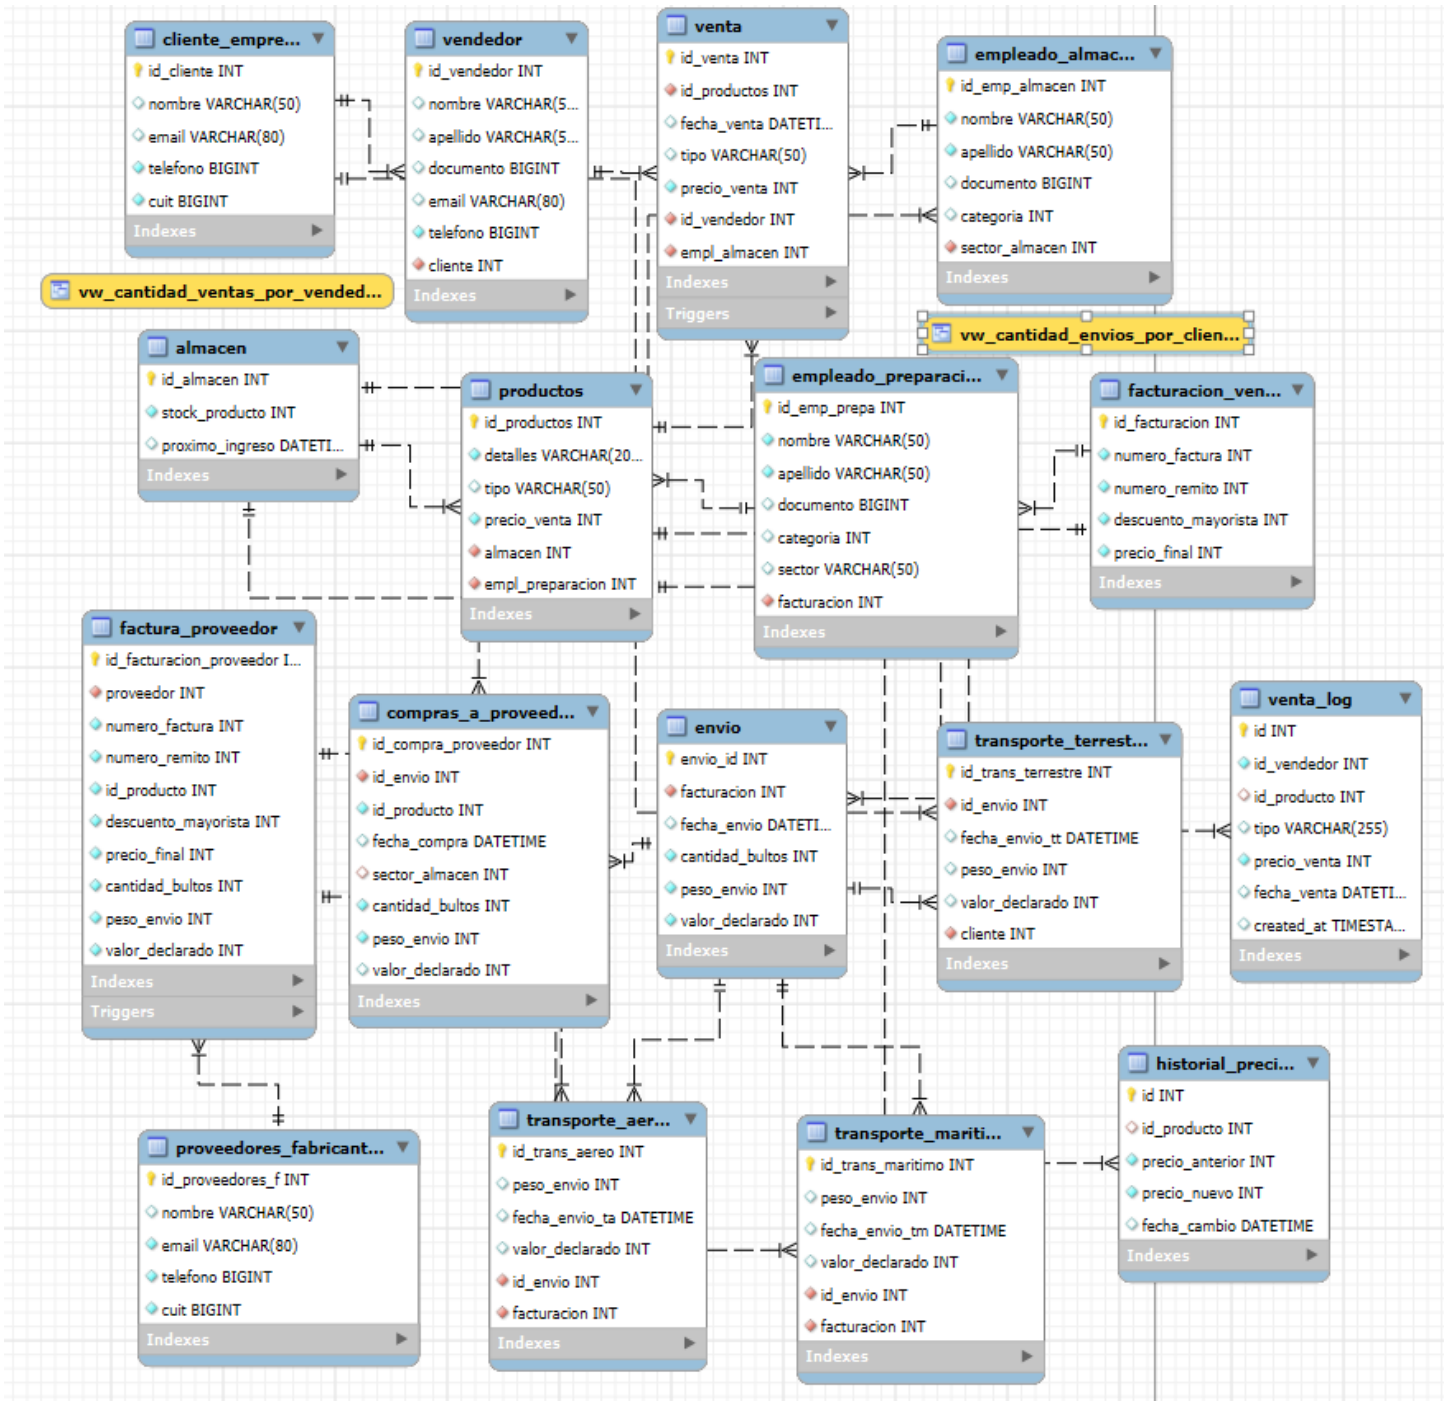 cliente_empre...
id_cliente INT
nombre VARCHAR(50)
email VARCHAR(80)
telefono BIGINT
cuit BIGINT
Indexes
vendedor
id_vendedor INT
nombre VARCHAR(5...
apellido VARCHAR(5...
documento BIGINT
email VARCHAR(80)
telefono BIGINT
cliente INT
Indexes
venta
id_venta INT
id_productos INT
fecha_venta DATETI...
tipo VARCHAR(50)
precio_venta INT
id_vendedor INT
empl_almacen INT
Indexes
Triggers
empleado_almac...
id_emp_almacen INT
nombre VARCHAR(50)
apellido VARCHAR(50)
documento BIGINT
categoria INT
sector_almacen INT
Indexes
vw_cantidad_ventas_por_vended...
vw_cantidad_envios_por_clien...
almacen
id_almacen INT
stock_producto INT
proximo_ingreso DATETI...
Indexes
productos
id_productos INT
detalles VARCHAR(20...
tipo VARCHAR(50)
precio_venta INT
almacen INT
empl_preparacion INT
Indexes
empleado_preparaci...
id_emp_prepa INT
nombre VARCHAR(50)
apellido VARCHAR(50)
documento BIGINT
categoria INT
sector VARCHAR(50)
facturacion INT
Indexes
facturacion_ven...
id_facturacion INT
numero_factura INT
numero_remito INT
descuento_mayorista INT
precio_final INT
Indexes
factura_proveedor
id_facturacion_proveedor I...
proveedor INT
numero_factura INT
numero_remito INT
id_producto INT
descuento_mayorista INT
precio_final INT
cantidad_bultos INT
peso_envio INT
valor_declarado INT
Indexes
Triggers
compras_a_proveed...
id_compra_proveedor INT
id_envio INT
id_producto INT
fecha_compra DATETIME
sector_almacen INT
cantidad_bultos INT
peso_envio INT
valor_declarado INT
Indexes
envio
envio_id INT
facturacion INT
fecha_envio DATETI...
cantidad_bultos INT
peso_envio INT
valor_declarado INT
Indexes
transporte_terrest...
id_trans_terrestre INT
id_envio INT
fecha_envio_tt DATETIME
peso_envio INT
valor_declarado INT
cliente INT
Indexes
venta_log
id INT
id_vendedor INT
id_producto INT
tipo VARCHAR(255)
precio_venta INT
fecha_venta DATETI...
created_at TIMESTA...
Indexes
proveedores_fabricant...
id_proveedores_f INT
nombre VARCHAR(50)
email VARCHAR(80)
telefono BIGINT
cuit BIGINT
Indexes
transporte_aer...
id_trans_aereo INT
peso_envio INT
fecha_envio_ta DATETIME
valor_declarado INT
id_envio INT
facturacion INT
Indexes
transporte_mariti...
id_trans_maritimo INT
peso_envio INT
fecha_envio_tm DATETIME
valor_declarado INT
id_envio INT
facturacion INT
Indexes
historial_preci...
id INT
id_producto INT
precio_anterior INT
precio_nuevo INT
fecha_cambio DATETIME
Indexes